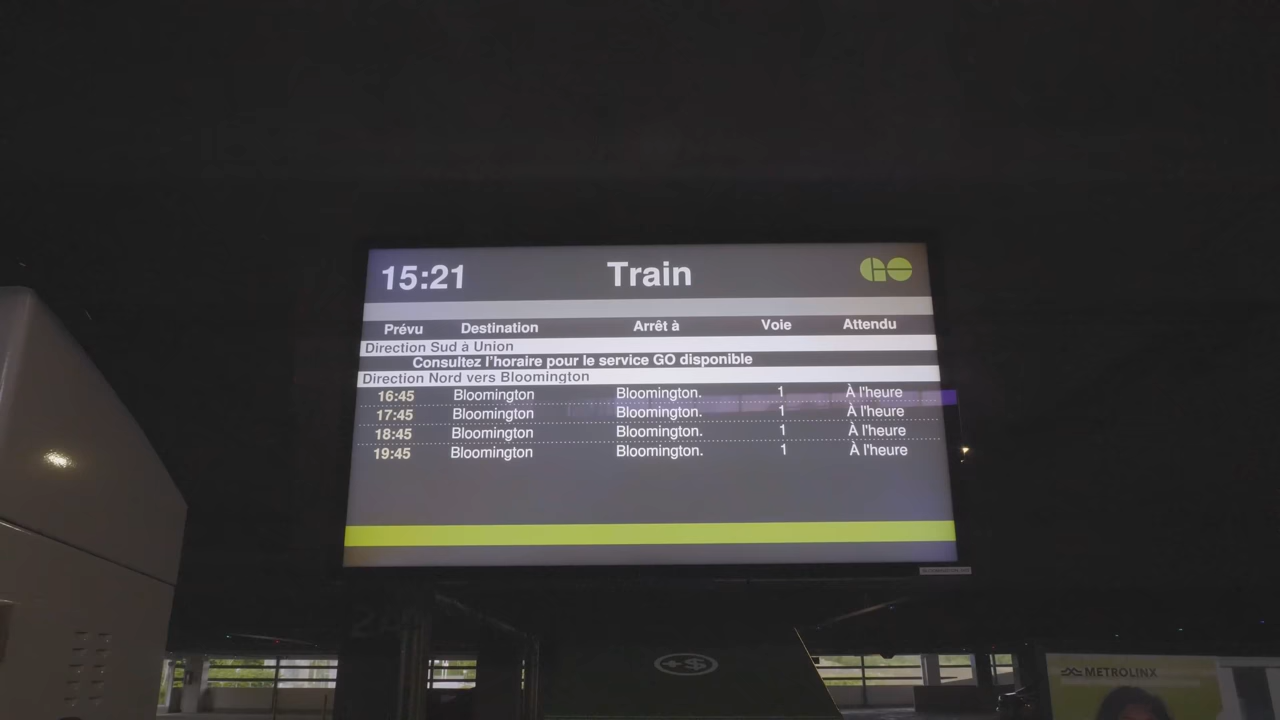 15:21 Train GO
Prévu Destination Arrêt à Voie Attendu
Direction Sud à Union
Consultez l'horaire pour le service GO disponible
Direction Nord vers Bloomington
16:45 Bloomington Bloomington. 1 À l'heure
17:45 Bloomington Bloomington. 1 À l'heure
18:45 Bloomington Bloomington. 1 À l'heure
19:45 Bloomington Bloomington. 1 À l'heure
METROLINX